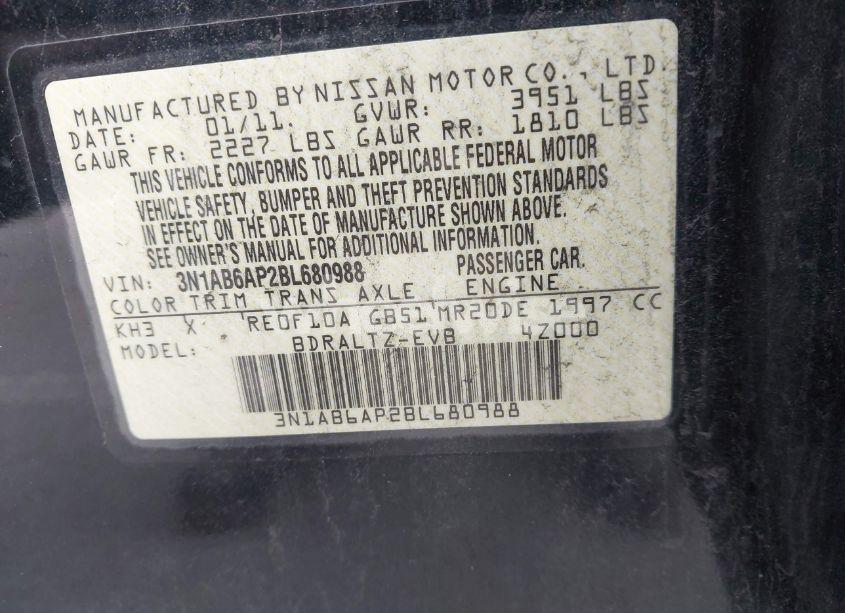 MANUFACTURED BY NISSAN MOTOR CO., LTD.
DATE: 01/11. GVWR: 3951 LBS
GAWR FR: 2227 LBS GAWR RR: 1810 LBS
THIS VEHICLE CONFORMS TO ALL APPLICABLE FEDERAL MOTOR
VEHICLE SAFETY, BUMPER AND THEFT PREVENTION STANDARDS
IN EFFECT ON THE DATE OF MANUFACTURE SHOWN ABOVE.
SEE OWNER'S MANUAL FOR ADDITIONAL INFORMATION.
VIN: 3N1AB6AP2BL680988 PASSENGER CAR.
COLOR TRIM TRANS AXLE ENGINE
KH3 X RE0F10A GB51 MR20DE 1997 CC
MODEL: BDRALTZ-EVB 4Z000
3N1AB6AP2BL680988